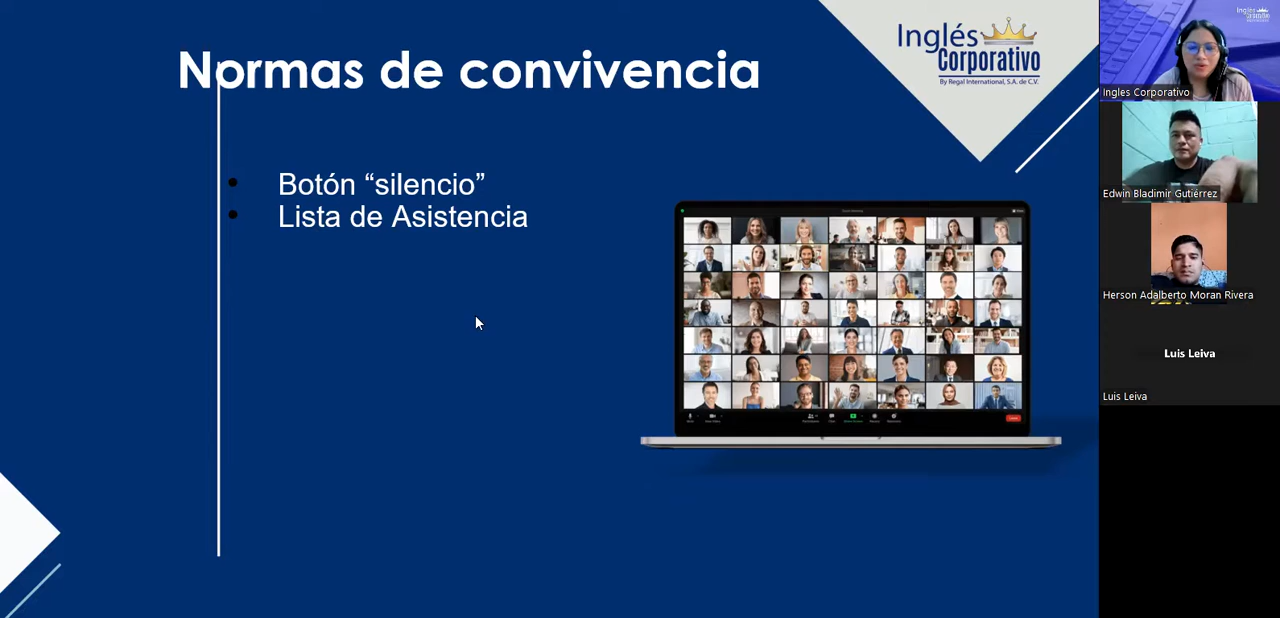 Normas de convivencia
Inglés
Corporativo
By Regal International, S.A. de C.V.
• Botón “silencio”
• Lista de Asistencia
Ingles Corporativo
Edwin Bladimir Gutiérrez
Herson Adalberto Moran Rivera
Luis Leiva
Luis Leiva